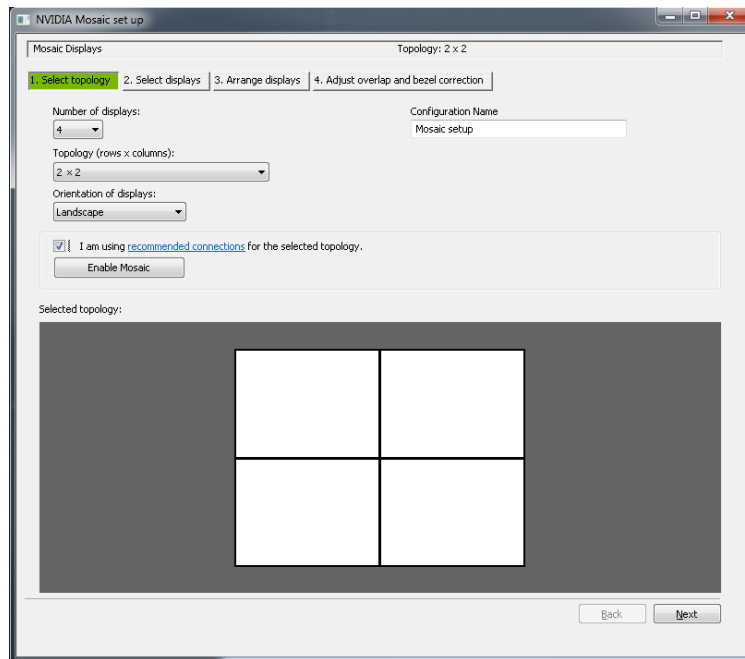 NVIDIA Mosaic set up
Mosaic Displays Topology: 2 × 2
1. Select topology 2. Select displays 3. Arrange displays 4. Adjust overlap and bezel correction
Number of displays: Configuration Name
4 Mosaic setup
Topology (rows x columns):
2 × 2
Orientation of displays:
Landscape
I am using recommended connections for the selected topology.
Enable Mosaic
Selected topology:
Back Next